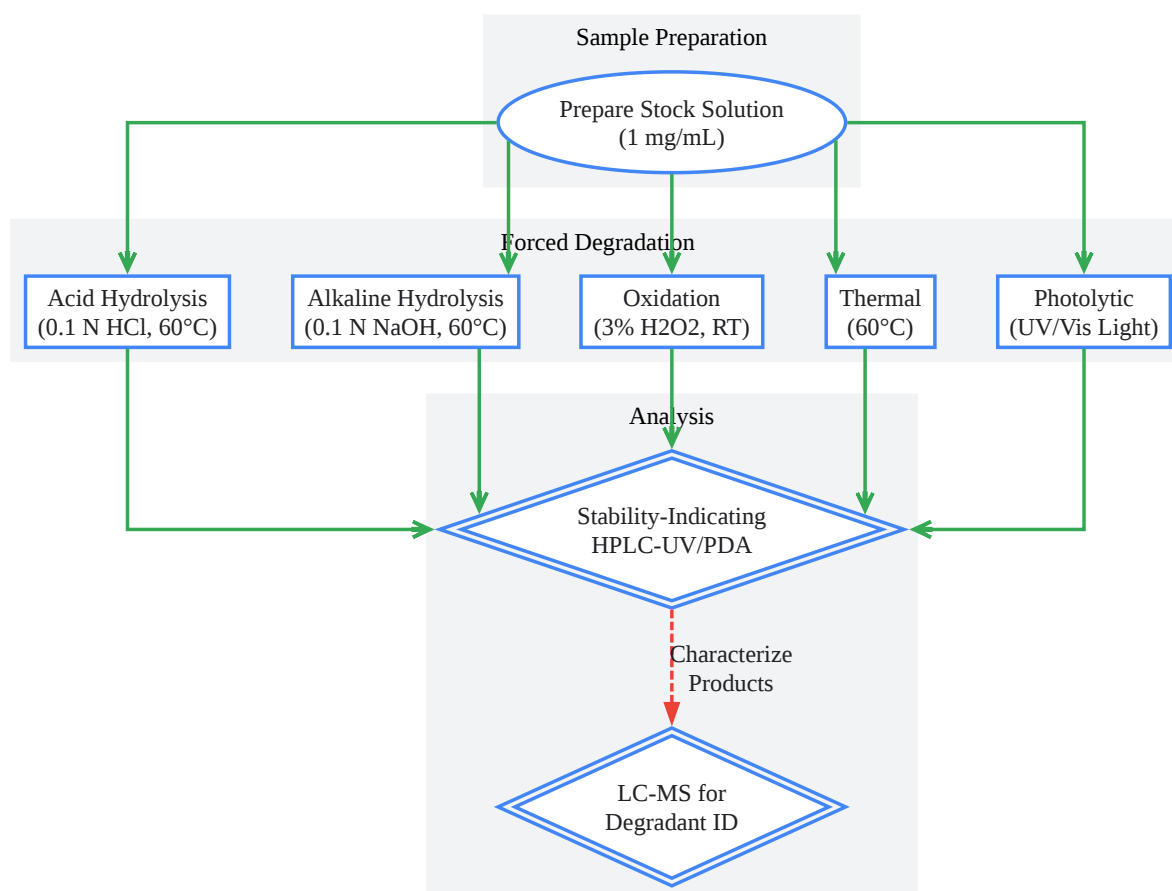 Sample Preparation
Prepare Stock Solution
(1 mg/mL)
Forced Degradation
Acid Hydrolysis
(0.1 N HCl, 60°C)
Alkaline Hydrolysis
(0.1 N NaOH, 60°C)
Oxidation
(3% H2O2, RT)
Thermal
(60°C)
Photolytic
(UV/Vis Light)
Analysis
Stability-Indicating
HPLC-UV/PDA
Characterize
Products
LC-MS for
Degradant ID